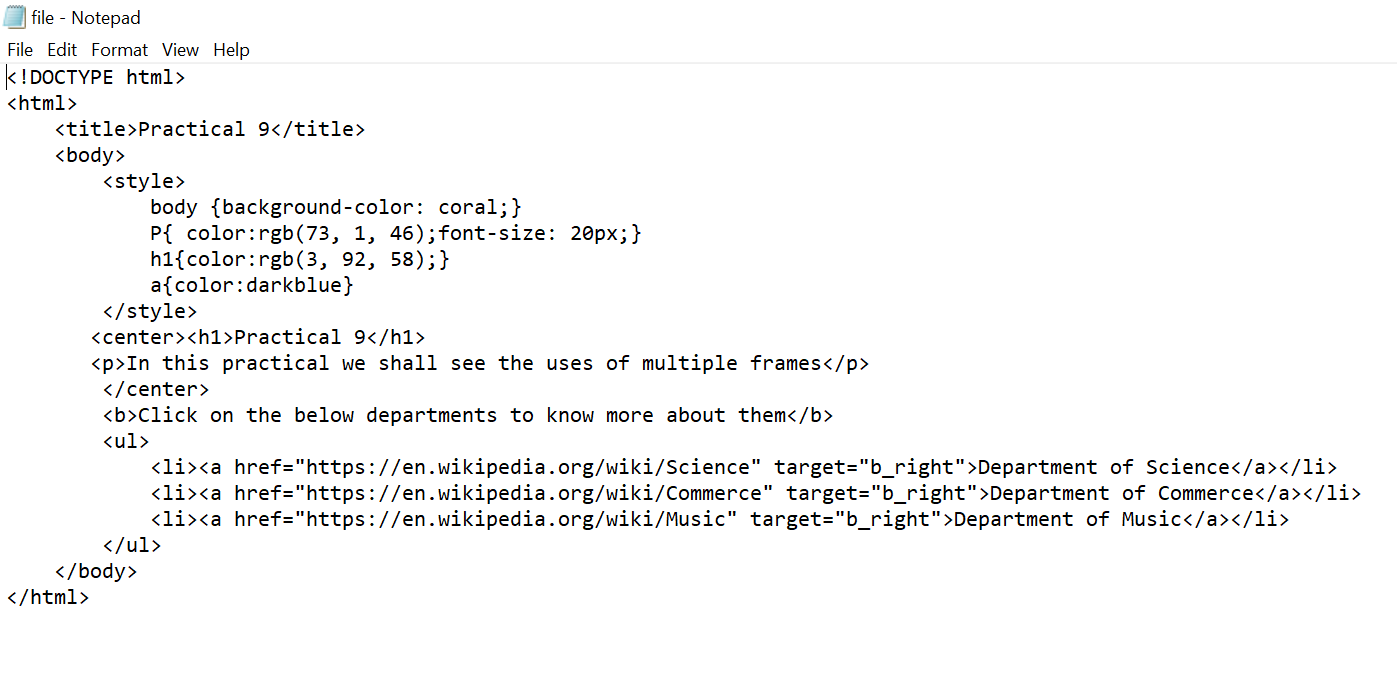 file - Notepad
File Edit Format View Help
<!DOCTYPE html>
<html>
    <title>Practical 9</title>
    <body>
        <style>
            body {background-color: coral;}
            P{ color:rgb(73, 1, 46);font-size: 20px;}
            h1{color:rgb(3, 92, 58);}
            a{color:darkblue}
        </style>
       <center><h1>Practical 9</h1>
       <p>In this practical we shall see the uses of multiple frames</p>
        </center>
        <b>Click on the below departments to know more about them</b>
        <ul>
            <li><a href="https://en.wikipedia.org/wiki/Science" target="b_right">Department of Science</a></li>
            <li><a href="https://en.wikipedia.org/wiki/Commerce" target="b_right">Department of Commerce</a></li>
            <li><a href="https://en.wikipedia.org/wiki/Music" target="b_right">Department of Music</a></li>
        </ul>
    </body>
</html>